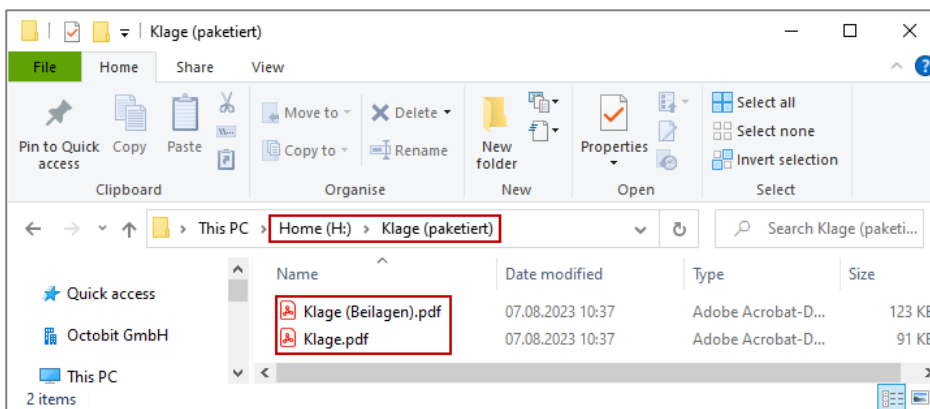 Klage (paketiert)
File Home Share View
Pin to Quick access Copy Paste W... Move to Copy to Delete Rename New folder Properties Select all Select none Invert selection
Clipboard Organise New Open Select
This PC > Home (H:) > Klage (paketiert) Search Klage (paketi...
Name Date modified Type Size
Quick access
Klage (Beilagen).pdf 07.08.2023 10:37 Adobe Acrobat-D... 123 KB
Octobit GmbH
Klage.pdf 07.08.2023 10:37 Adobe Acrobat-D... 91 KB
This PC
2 items